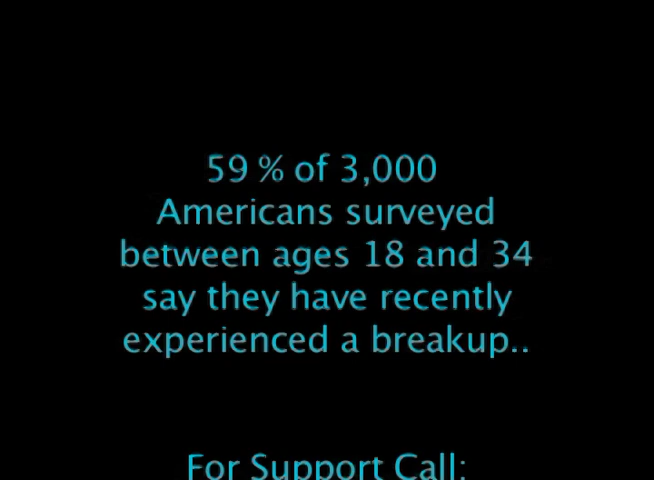 59 % of 3,000
Americans surveyed
between ages 18 and 34
say they have recently
experienced a breakup..
For Support Call: